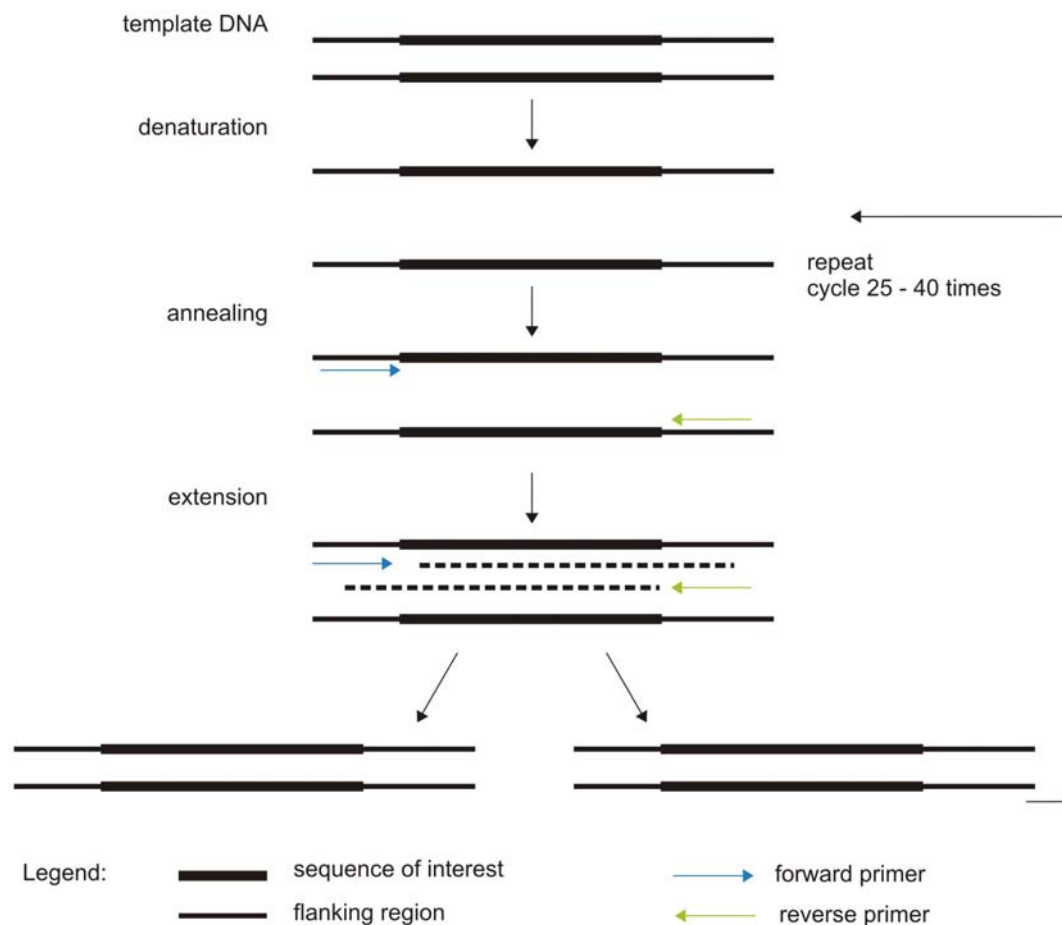 template DNA
denaturation
repeat
cycle 25 - 40 times
annealing
extension
Legend:
sequence of interest
forward primer
flanking region
reverse primer